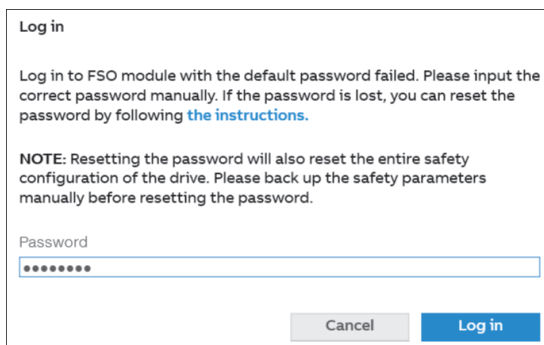 Log in
Log in to FSO module with the default password failed. Please input the
correct password manually. If the password is lost, you can reset the
password by following the instructions.
NOTE: Resetting the password will also reset the entire safety
configuration of the drive. Please back up the safety parameters
manually before resetting the password.
Password
●●●●●●●●
Cancel Log in